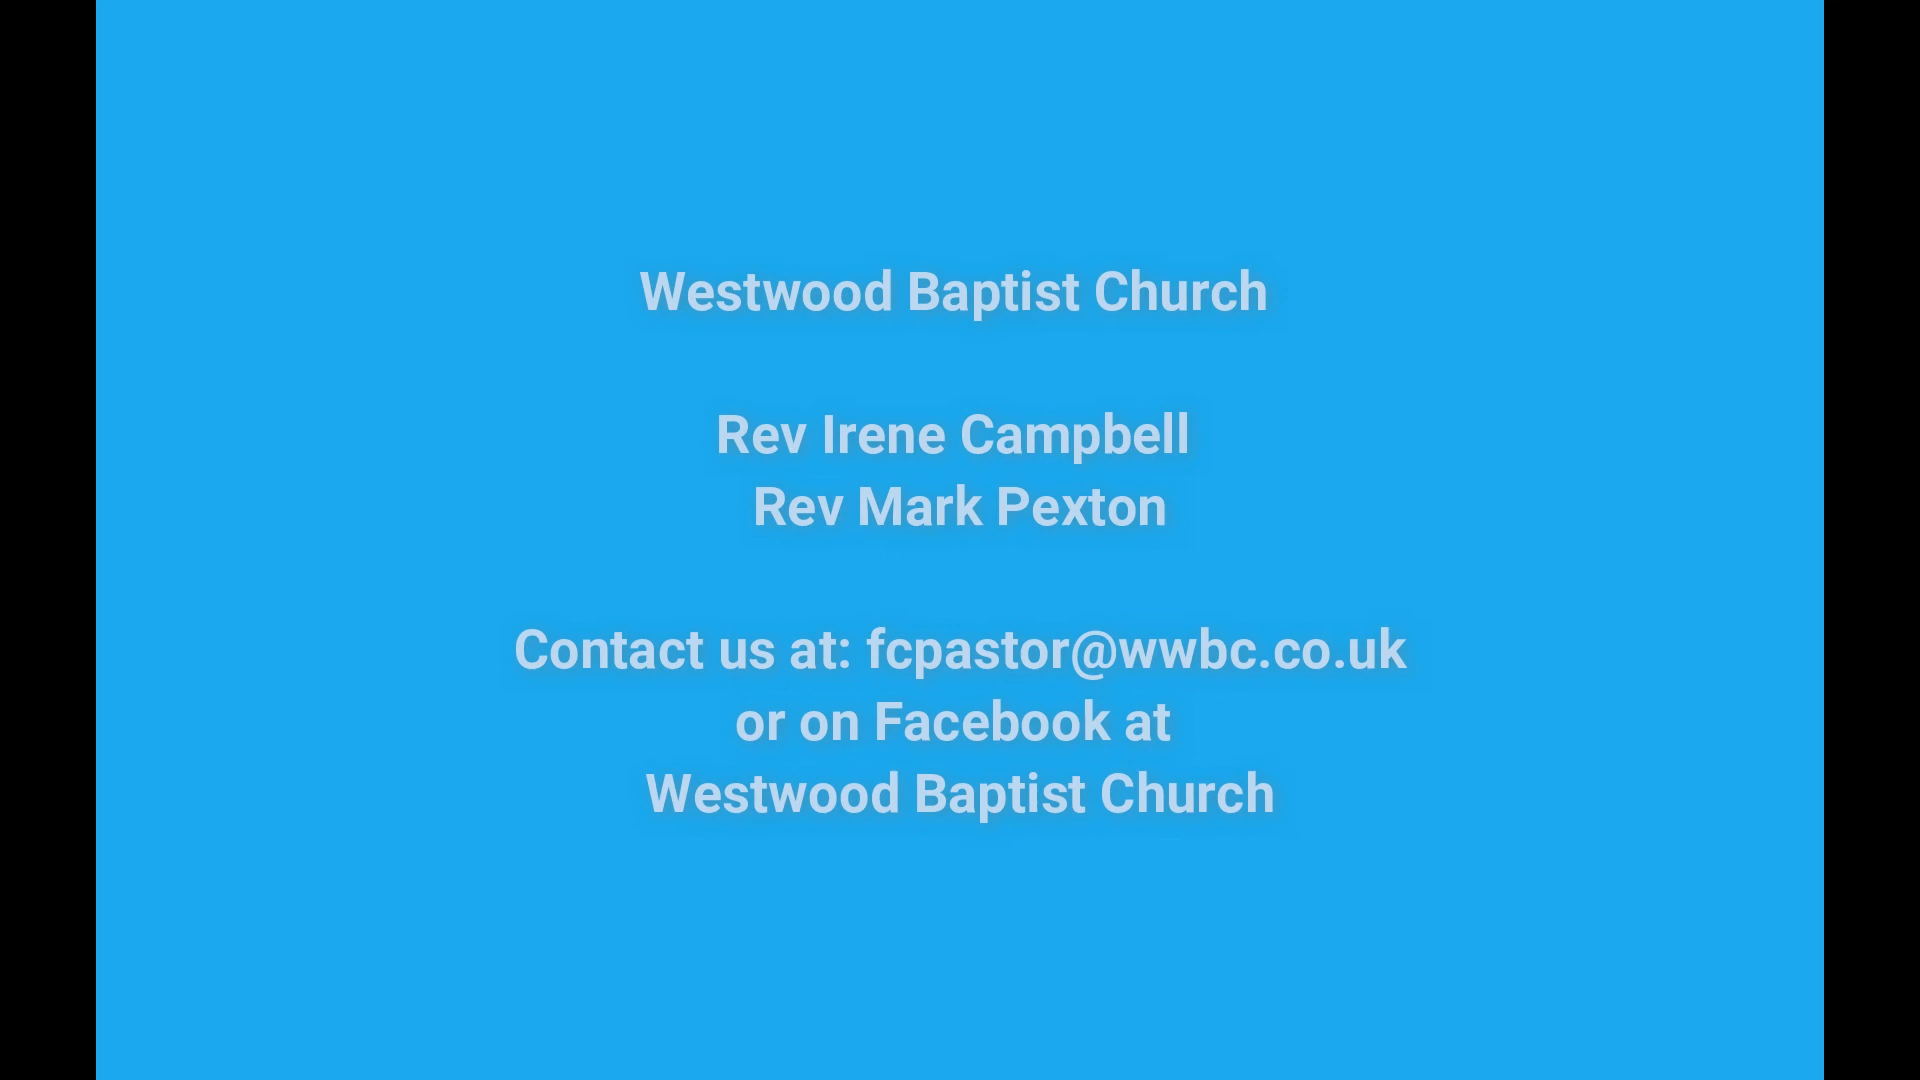 Westwood Baptist Church
Rev Irene Campbell
Rev Mark Pexton
Contact us at: fcpastor@wwbc.co.uk
or on Facebook at
Westwood Baptist Church